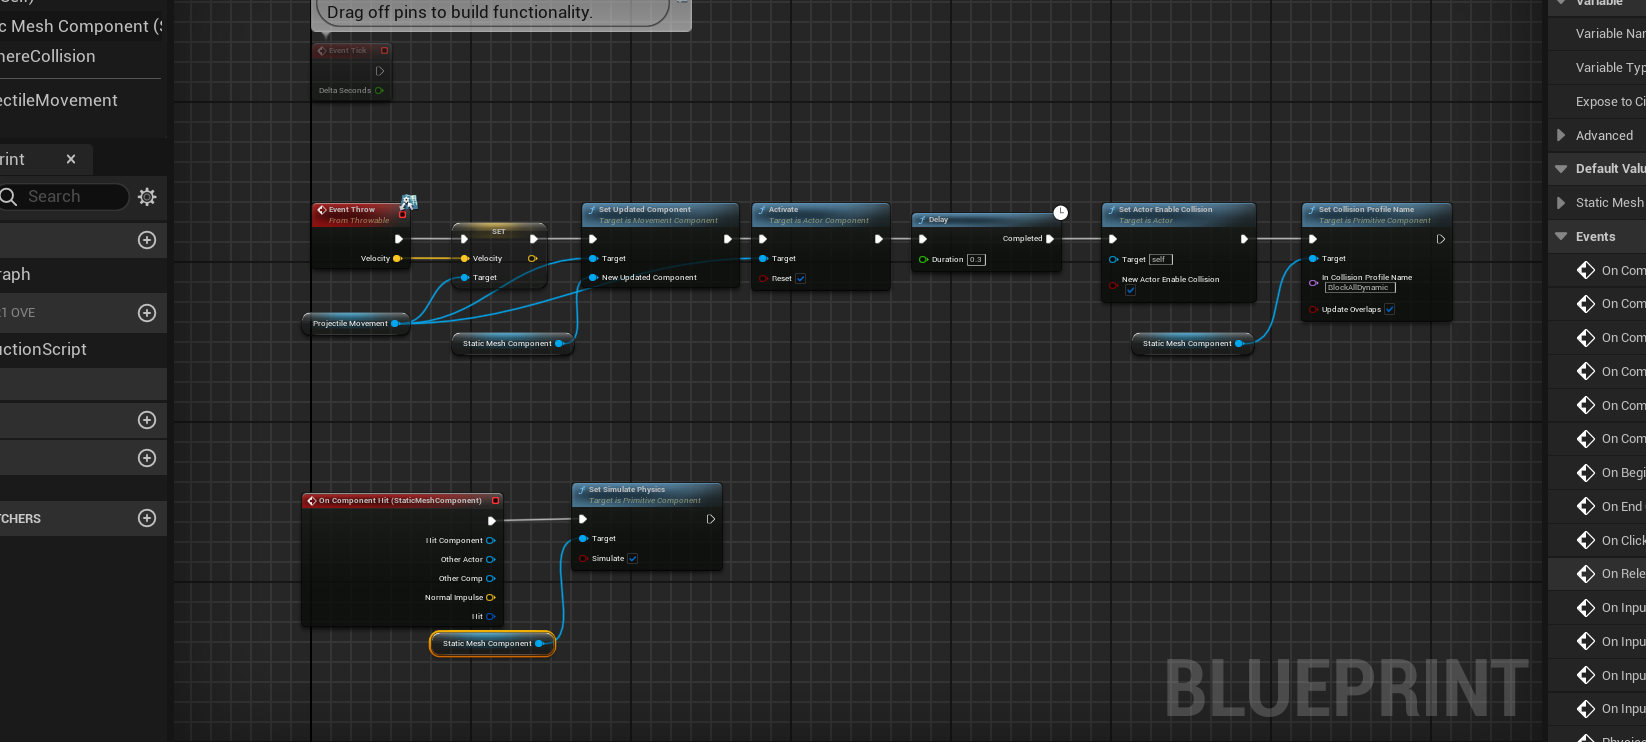 Drag off pins to build functionality.
c Mesh Component (S
hereCollision
ectileMovement
Event Tick
Delta Seconds
rint
Search
raph
21 OVE
uctionScript
TCHERS
Event Throw
From Throwable
Velocity
SET
Velocity
Target
Projectile Movement
Static Mesh Component
Set Updated Component
Target is Movement Component
Target
New Updated Component
Activate
Target is Actor Component
Target
Reset
Delay
Completed
Duration 0.3
Set Actor Enable Collision
Target is Actor
Target self
New Actor Enable Collision
Static Mesh Component
Set Collision Profile Name
Target is Primitive Component
Target
In Collision Profile Name
BlockAllDynamic
Update Overlaps
On Component Hit (StaticMeshComponent)
Hit Component
Other Actor
Other Comp
Normal Impulse
Hit
Static Mesh Component
Set Simulate Physics
Target is Primitive Component
Target
Simulate
BLUEPRINT
Variable
Variable Nar
Variable Typ
Expose to Ci
Advanced
Default Valu
Static Mesh
Events
On Com
On Com
On Com
On Com
On Com
On Com
On Begi
On End
On Click
On Rele
On Inpu
On Inpu
On Inpu
On Inpu